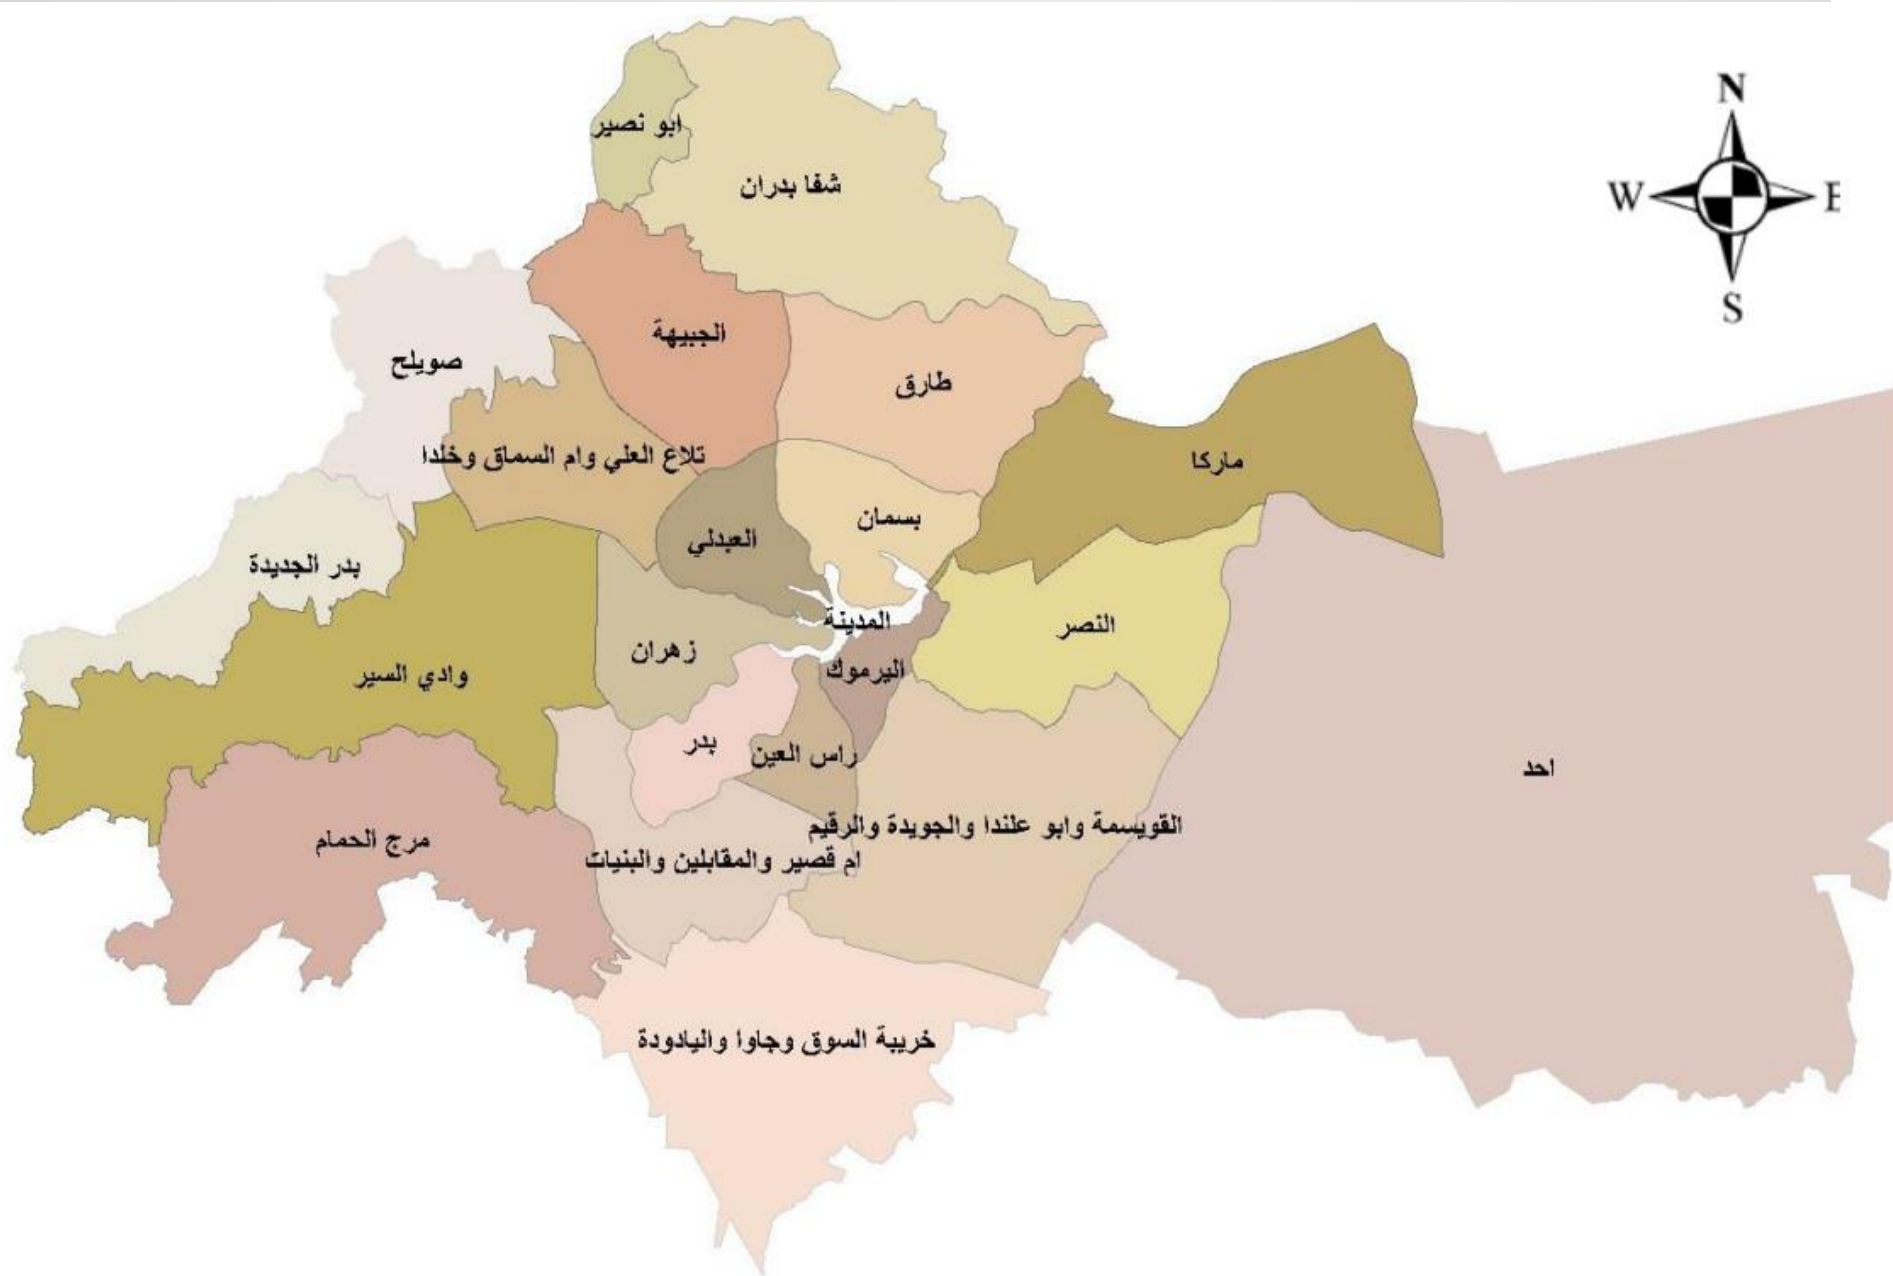 N
ابو نصير
شفا بدران
W
E
S
الجبيهة
صويلح
طارق
تلاع العلي وام السماق وخلدا
ماركا
بسمان
العبدلي
بدر الجديدة
المدينة
النصر
زهران
اليرموك
وادي السير
بدر
راس العين
احد
القويسمة وابو علندا والجويدة والرقيم
مرج الحمام
ام قصير والمقابلين والبنيات
خريبة السوق وجاوا واليادودة